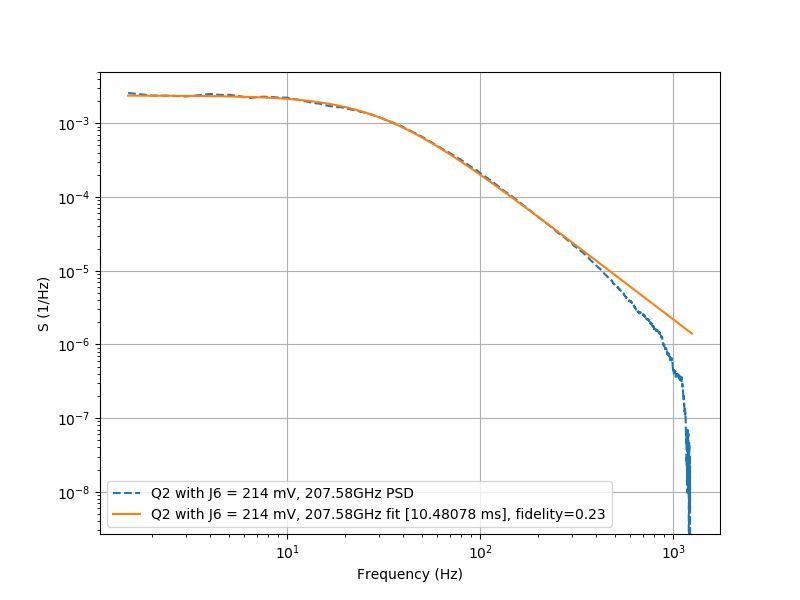 10⁻³
10⁻⁴
10⁻⁵
10⁻⁶
10⁻⁷
10⁻⁸
S (1/Hz)
Q2 with J6 = 214 mV, 207.58GHz PSD
Q2 with J6 = 214 mV, 207.58GHz fit [10.48078 ms], fidelity=0.23
10¹
10²
10³
Frequency (Hz)